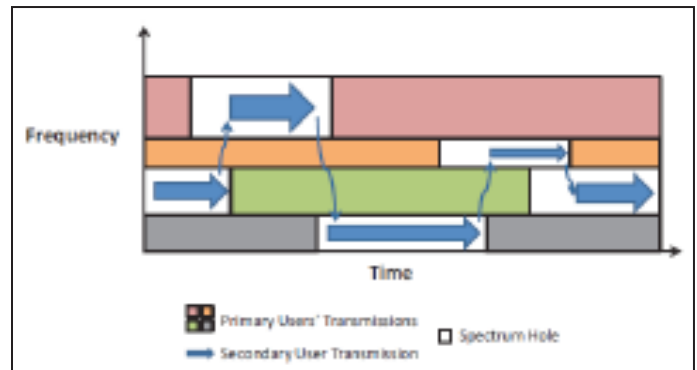 Frequency
Time
Primary Users' Transmissions
Spectrum Hole
Secondary User Transmission